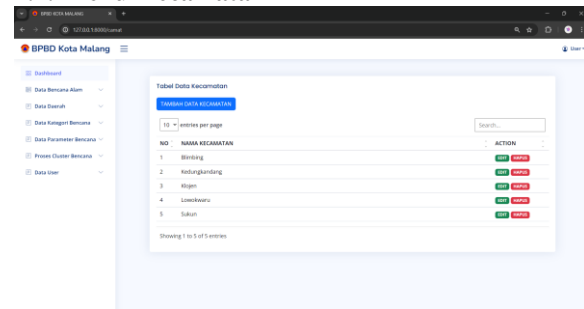 BPBD KOTA MALANG
127.0.0.1:8000/camat
BPBD Kota Malang
User
Dashboard
Data Bencana Alam
Data Daerah
Data Kategori Bencana
Data Parameter Bencana
Proses Cluster Bencana
Data User
Tabel Data Kecamatan
TAMBAH DATA KECAMATAN
10 entries per page
Search...
NO NAMA KECAMATAN ACTION
1 Blimbing EDIT HAPUS
2 Kedungkandang EDIT HAPUS
3 Klojen EDIT HAPUS
4 Lowokwaru EDIT HAPUS
5 Sukun EDIT HAPUS
Showing 1 to 5 of 5 entries